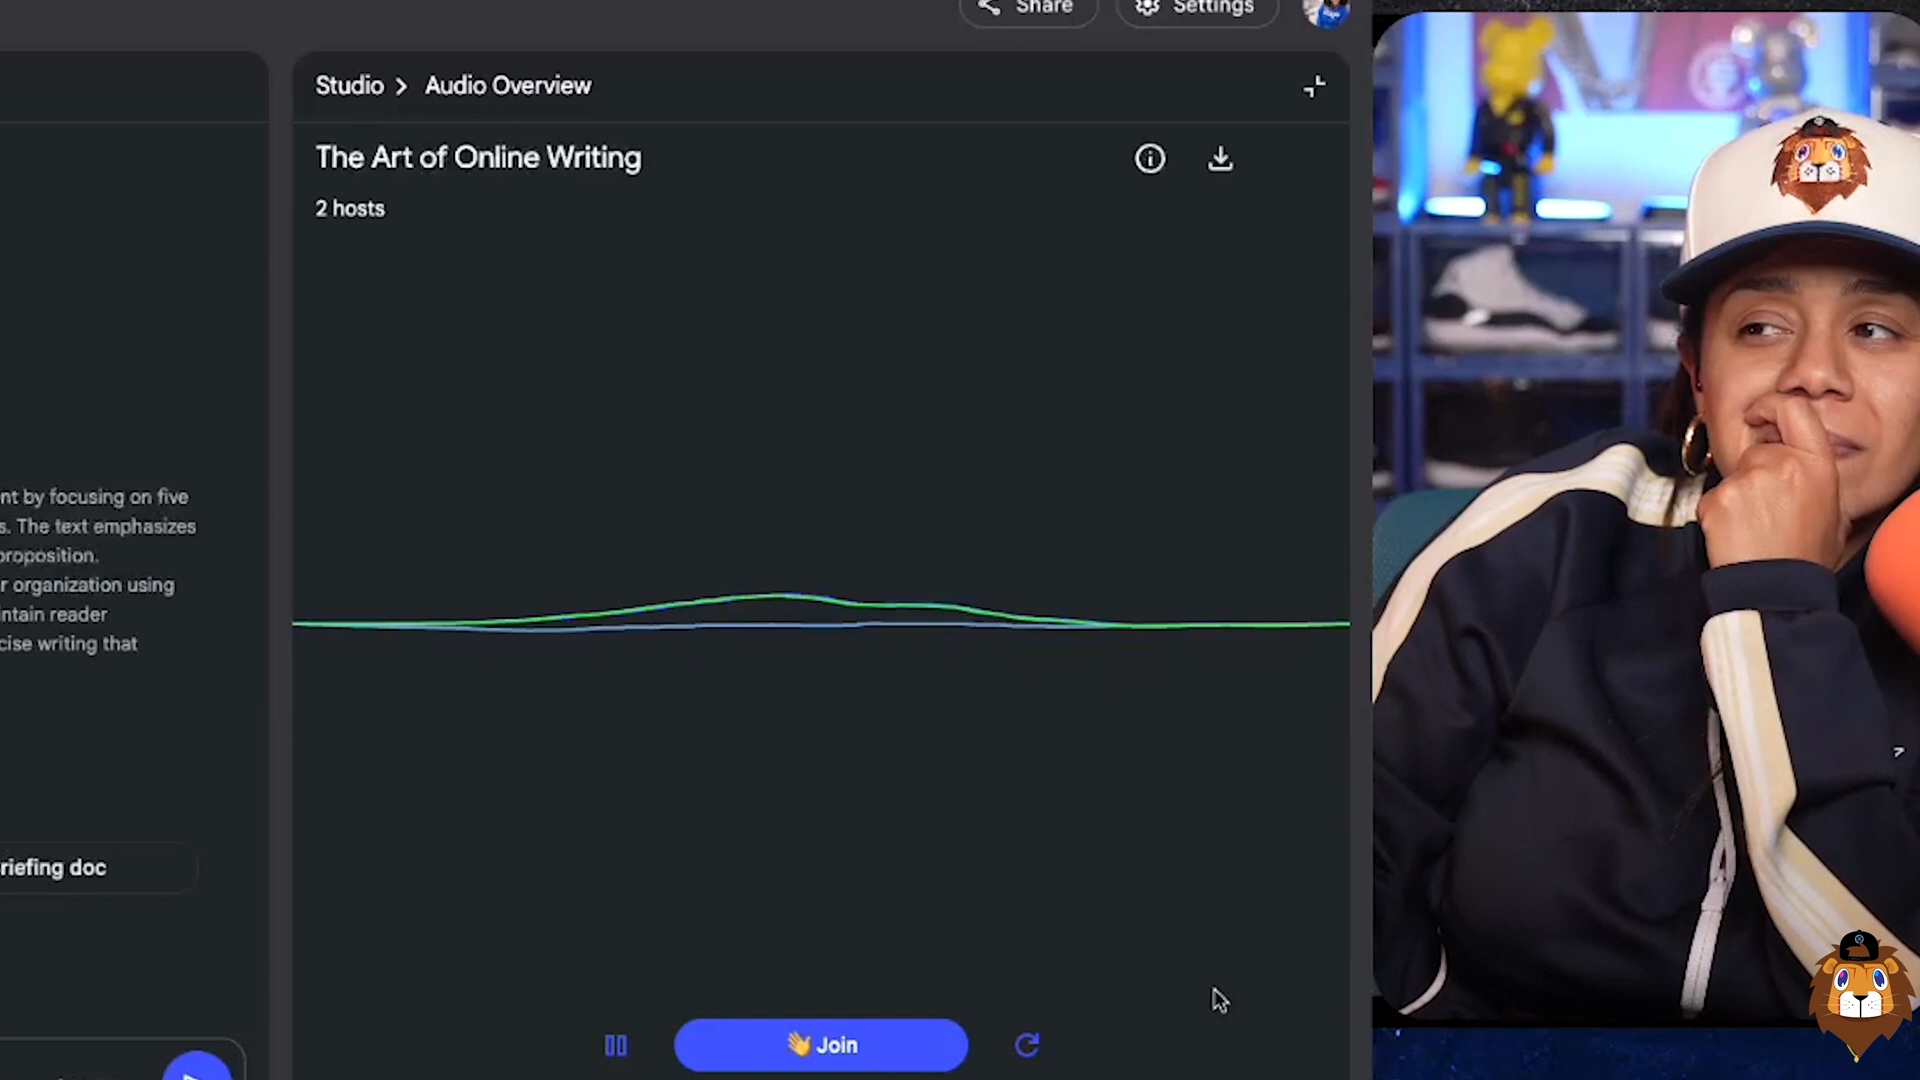 Share
Settings
Studio > Audio Overview
The Art of Online Writing
2 hosts
nt by focusing on five
s. The text emphasizes
proposition.
r organization using
intain reader
cise writing that
riefing doc
👋 Join